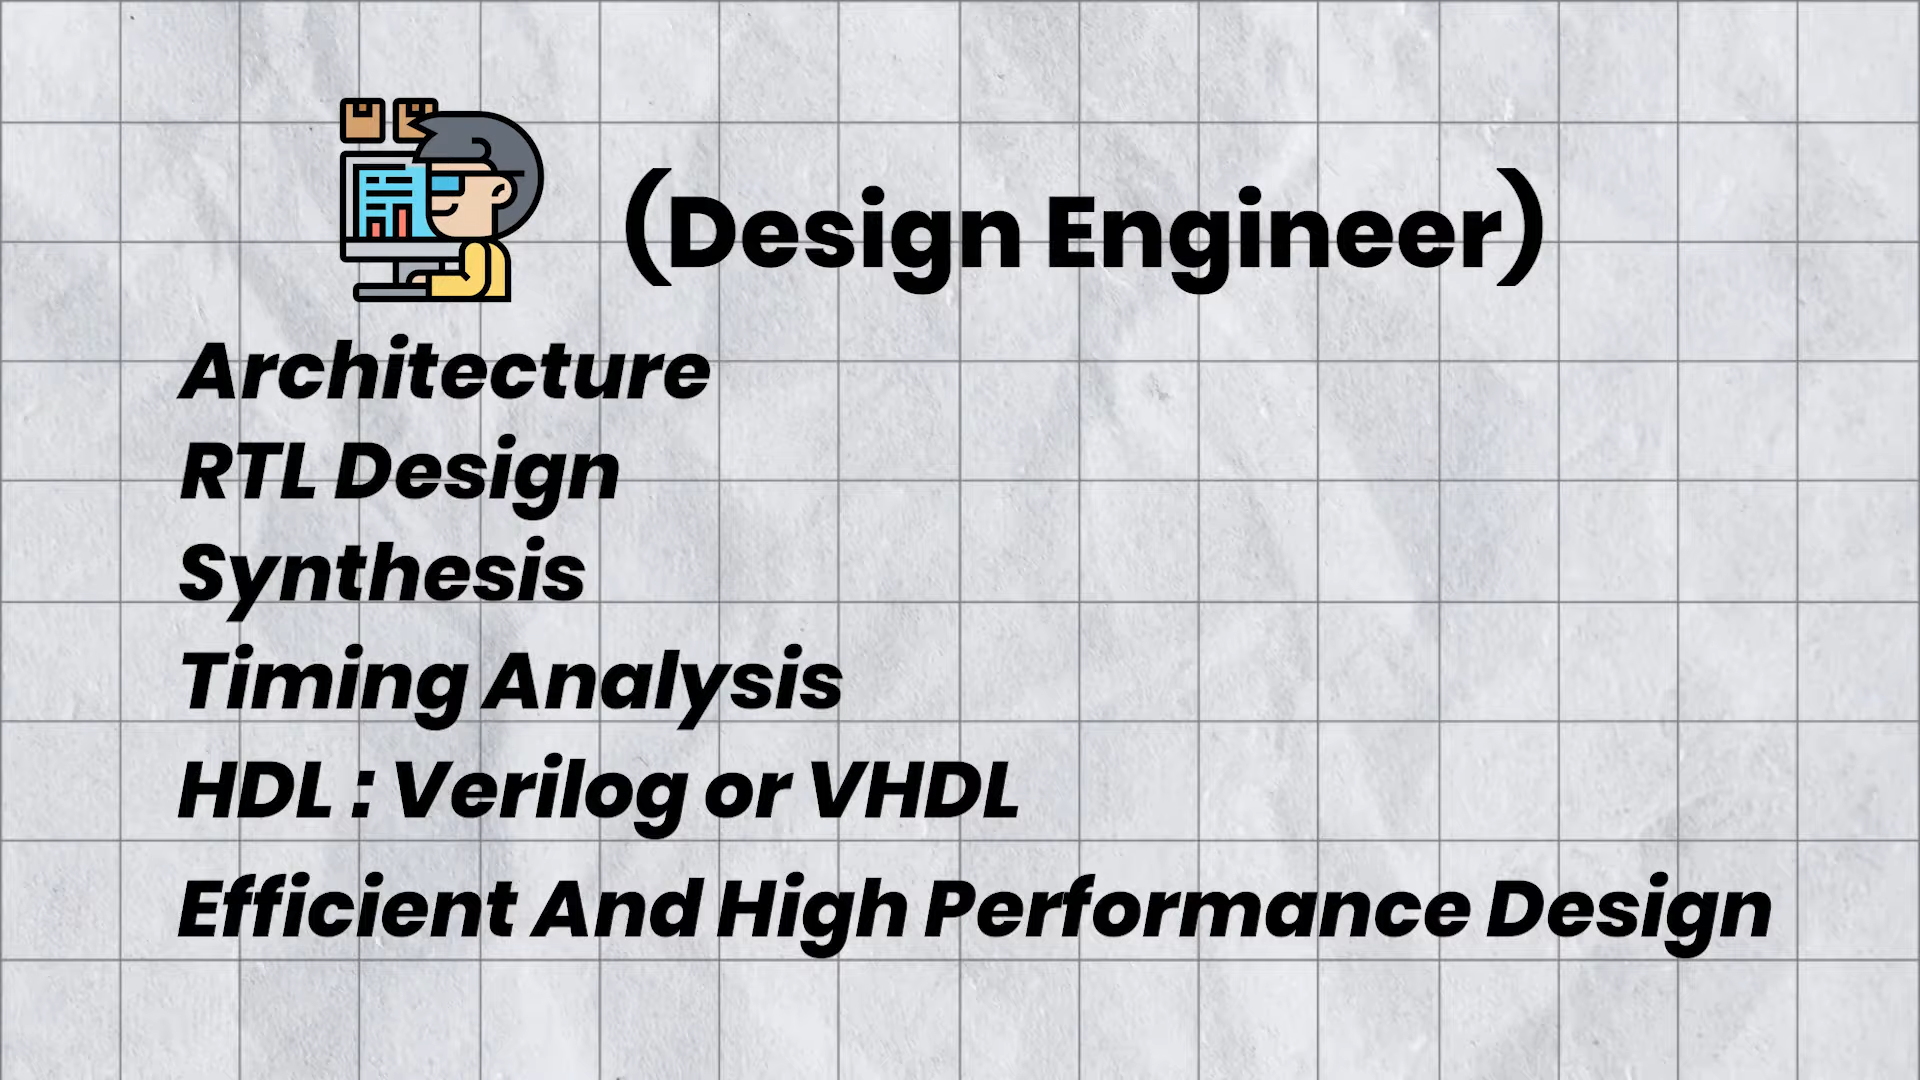 (Design Engineer)
Architecture
RTL Design
Synthesis
Timing Analysis
HDL : Verilog or VHDL
Efficient And High Performance Design